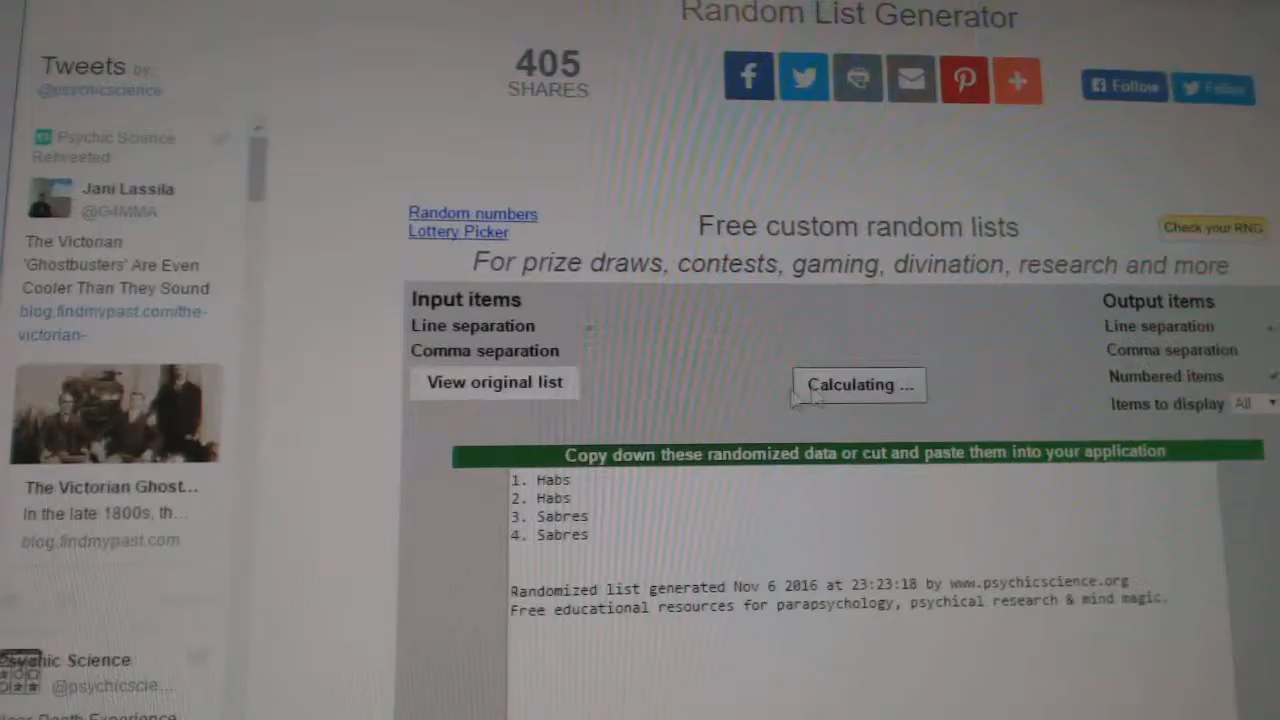 Random List Generator
Tweets by
@psychicscience
405
SHARES
Follow
Follow
Psychic Science
Retweeted
Jani Lassila
@G4MMA
The Victorian
'Ghostbusters' Are Even
Cooler Than They Sound
blog.findmypast.com/the-
victorian-
The Victorian Ghost...
In the late 1800s, th...
blog.findmypast.com
Psychic Science
@psychicscie...
Random numbers
Lottery Picker
Free custom random lists
Check your RNG
For prize draws, contests, gaming, divination, research and more
Input items
Line separation
Comma separation
View original list
Calculating ...
Output items
Line separation
Comma separation
Numbered items
Items to display All
Copy down these randomized data or cut and paste them into your application
1. Habs
2. Habs
3. Sabres
4. Sabres
Randomized list generated Nov 6 2016 at 23:23:18 by www.psychicscience.org
Free educational resources for parapsychology, psychical research & mind magic.